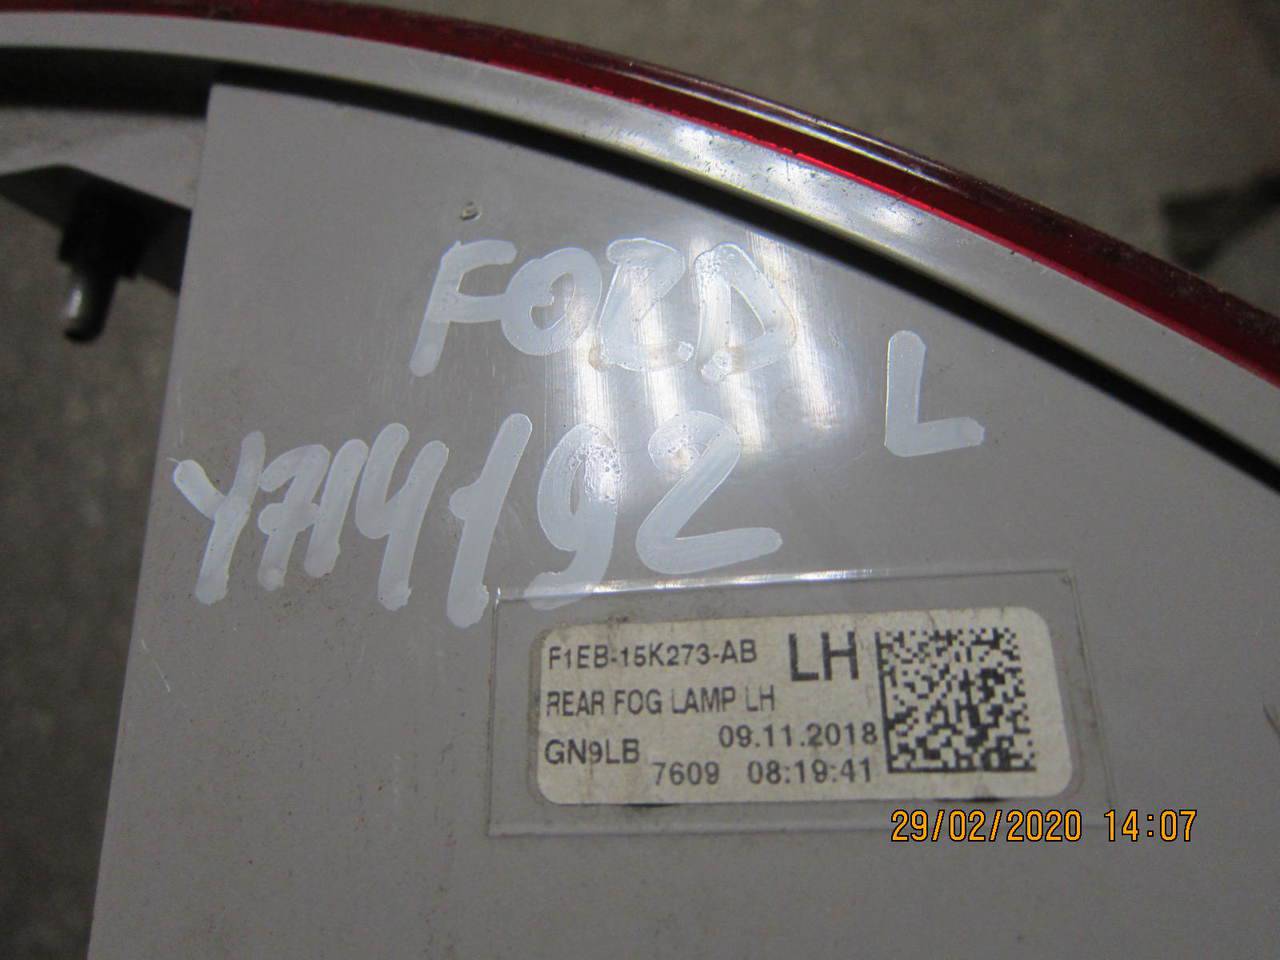 FORD
L
F1EB-15K273-AB LH
REAR FOG LAMP LH
GN9LB 09.11.2018
7609 08:19:41
29/02/2020 14:07